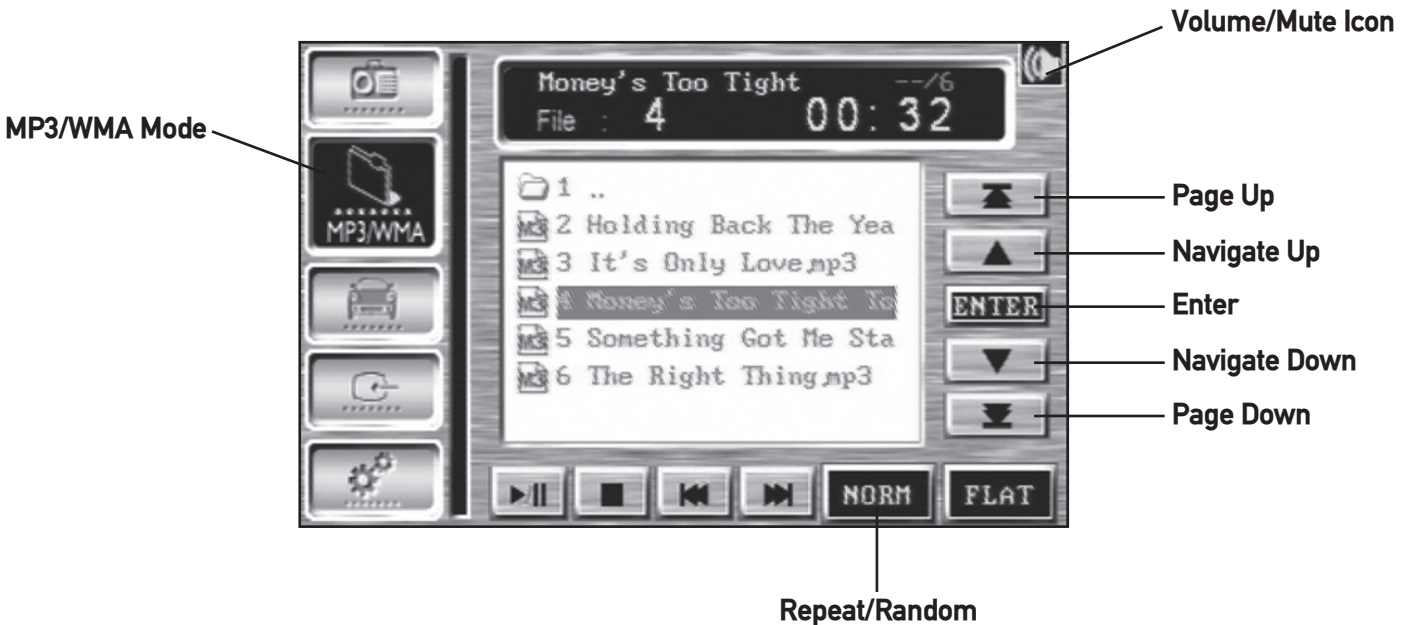 Volume/Mute Icon
MP3/WMA Mode
Money's Too Tight --/6
File : 4 00:32
MP3/WMA
1 ..
2 Holding Back The Yea
3 It's Only Love.mp3
4 Money's Too Tight To
5 Something Got Me Sta
6 The Right Thing.mp3
ENTER
NORM
FLAT
Page Up
Navigate Up
Enter
Navigate Down
Page Down
Repeat/Random